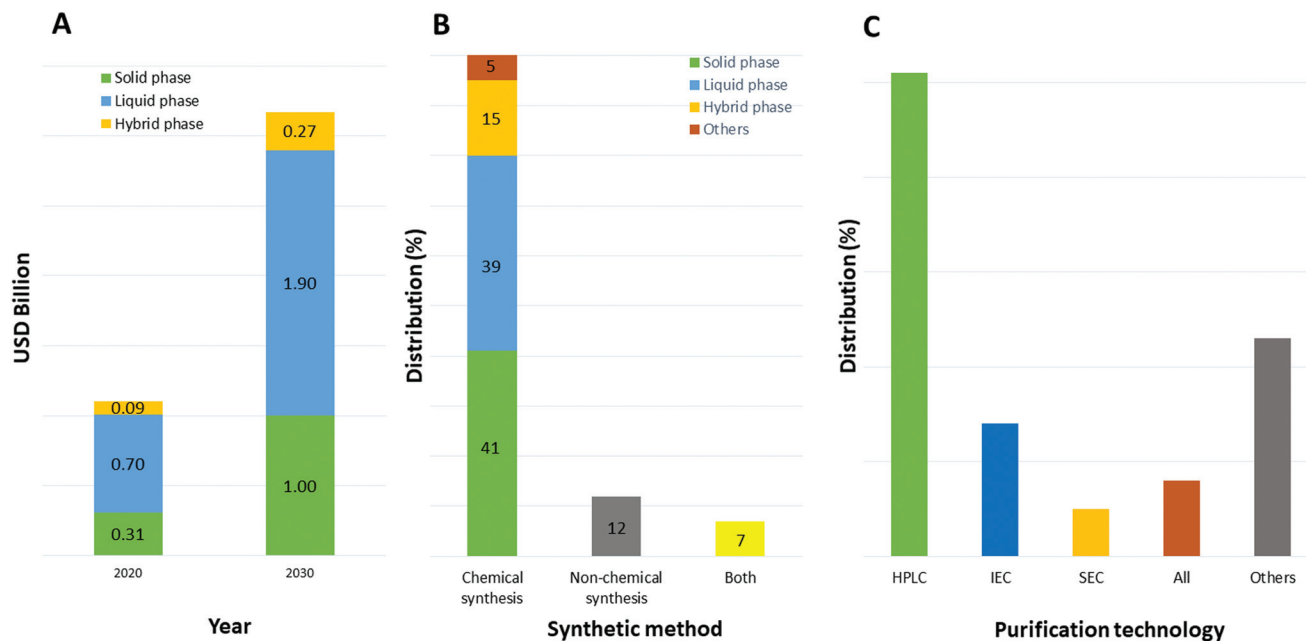 A
Solid phase
Liquid phase
Hybrid phase
USD Billion
0.27
1.90
1.00
0.09
0.70
0.31
2020
2030
Year
B
Solid phase
Liquid phase
Hybrid phase
Others
Distribution (%)
5
15
39
41
12
7
Chemical
synthesis
Non-chemical
synthesis
Both
Synthetic method
C
Distribution (%)
HPLC
IEC
SEC
All
Others
Purification technology